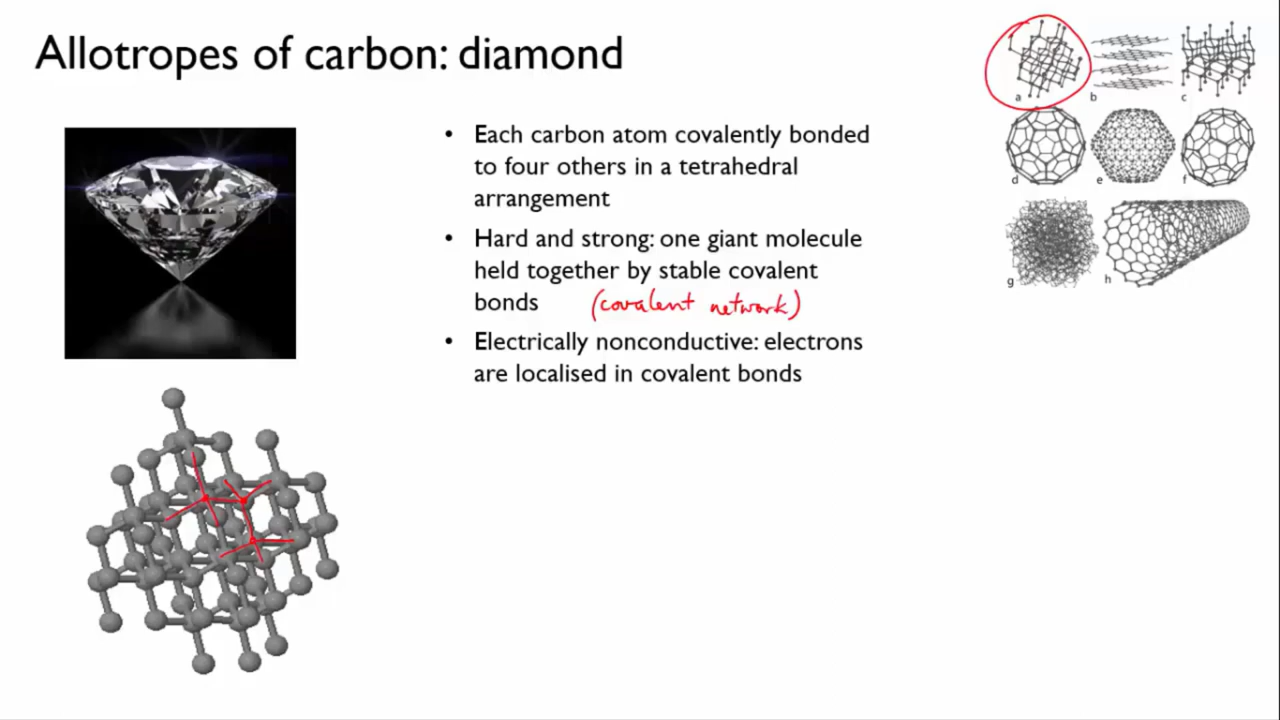 Allotropes of carbon: diamond
• Each carbon atom covalently bonded
to four others in a tetrahedral
arrangement
• Hard and strong: one giant molecule
held together by stable covalent
bonds (covalent network)
• Electrically nonconductive: electrons
are localised in covalent bonds
a b c
d e f
g h